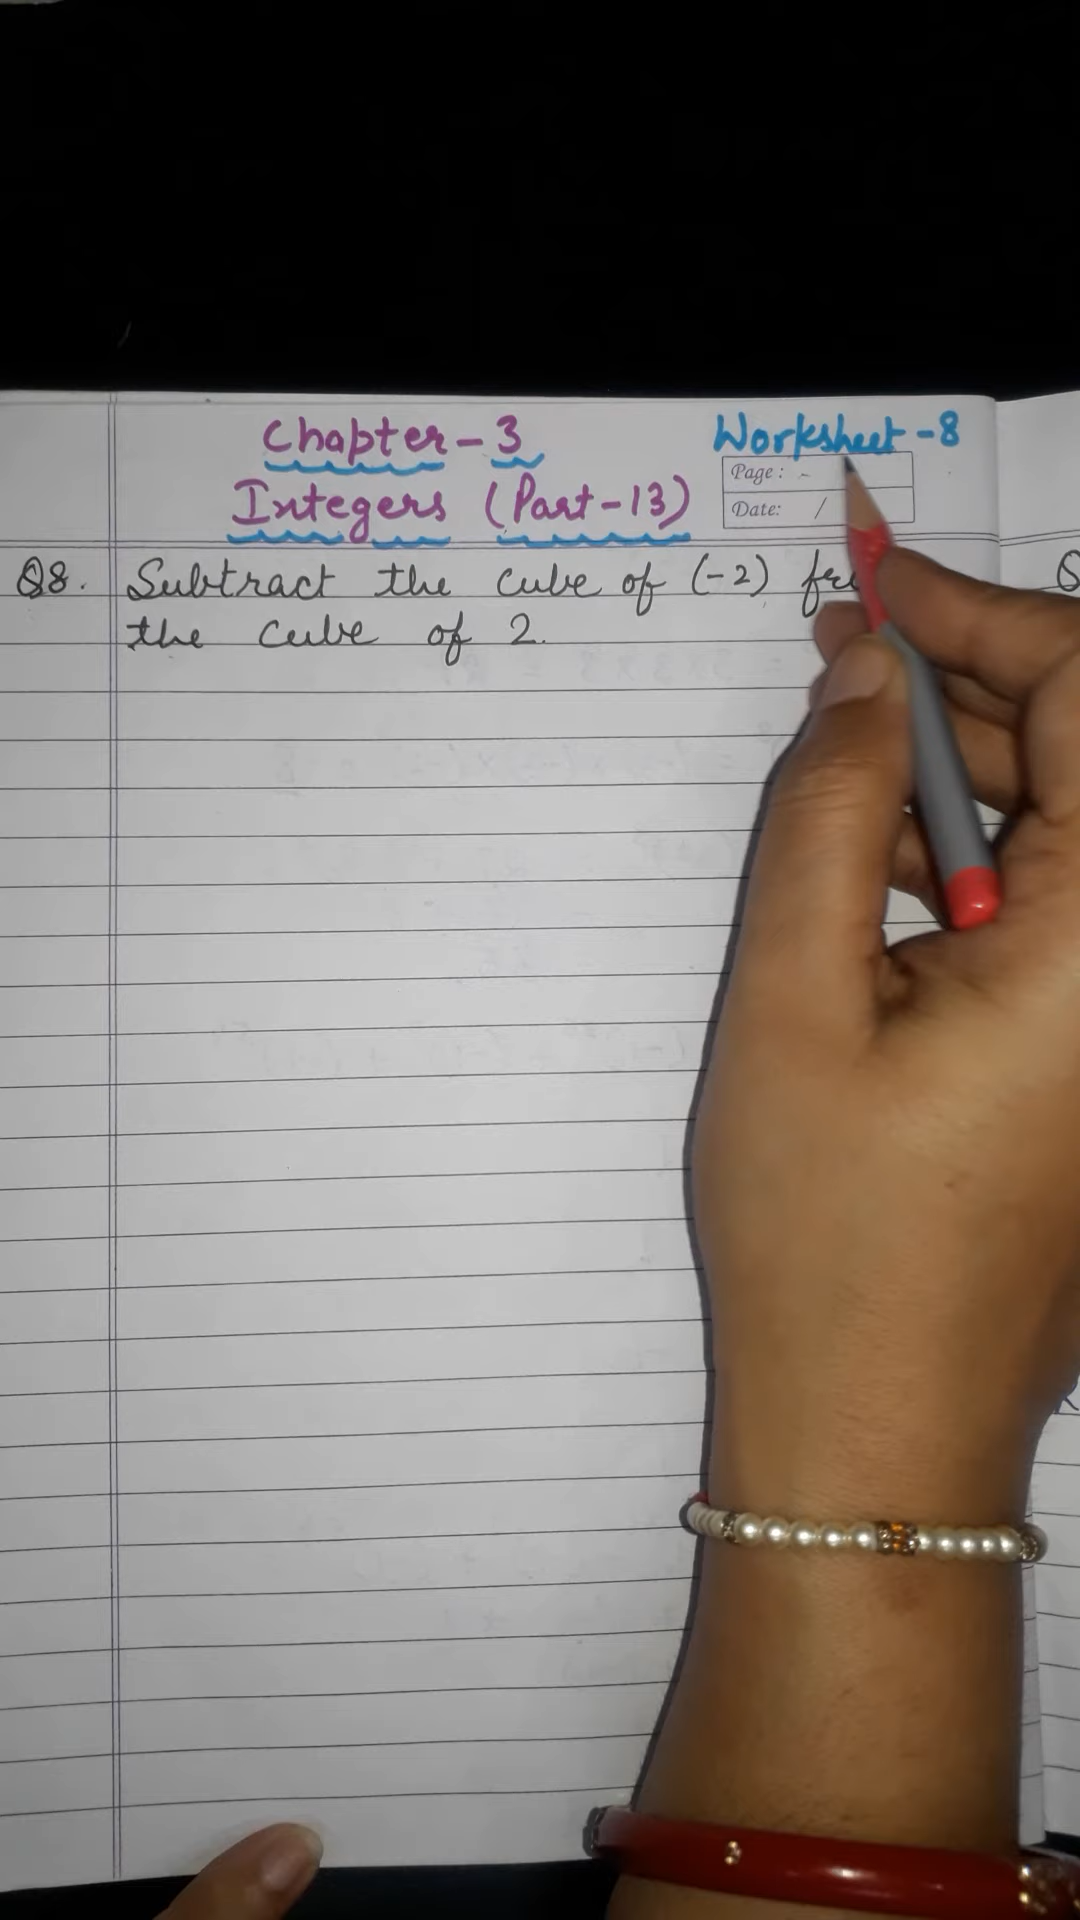 Chapter-3
Worksheet-8
Integers (Part-13)
Page:
Date: /
Q8. Subtract the cube of (-2)
the cube of 2.